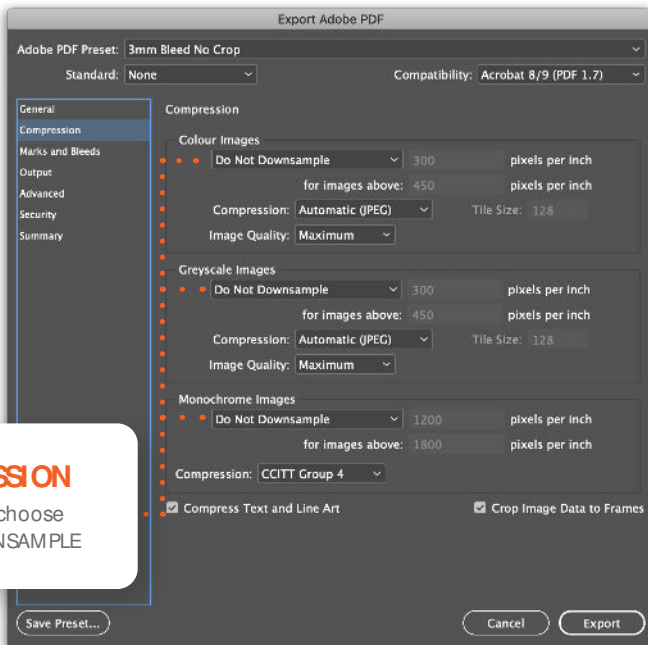 Export Adobe PDF
Adobe PDF Preset: 3mm Bleed No Crop
Standard: None Compatibility: Acrobat 8/9 (PDF 1.7)
General
Compression
Marks and Bleeds
Output
Advanced
Security
Summary
Compression
Colour Images
Do Not Downsample 300 pixels per inch
for images above: 450 pixels per inch
Compression: Automatic (JPEG) Tile Size: 128
Image Quality: Maximum
Greyscale Images
Do Not Downsample 300 pixels per inch
for images above: 450 pixels per inch
Compression: Automatic (JPEG) Tile Size: 128
Image Quality: Maximum
Monochrome Images
Do Not Downsample 1200 pixels per inch
for images above: 1800 pixels per inch
Compression: CCITT Group 4
Compress Text and Line Art Crop Image Data to Frames
SSION
choose
NSAMPLE
Save Preset... Cancel Export